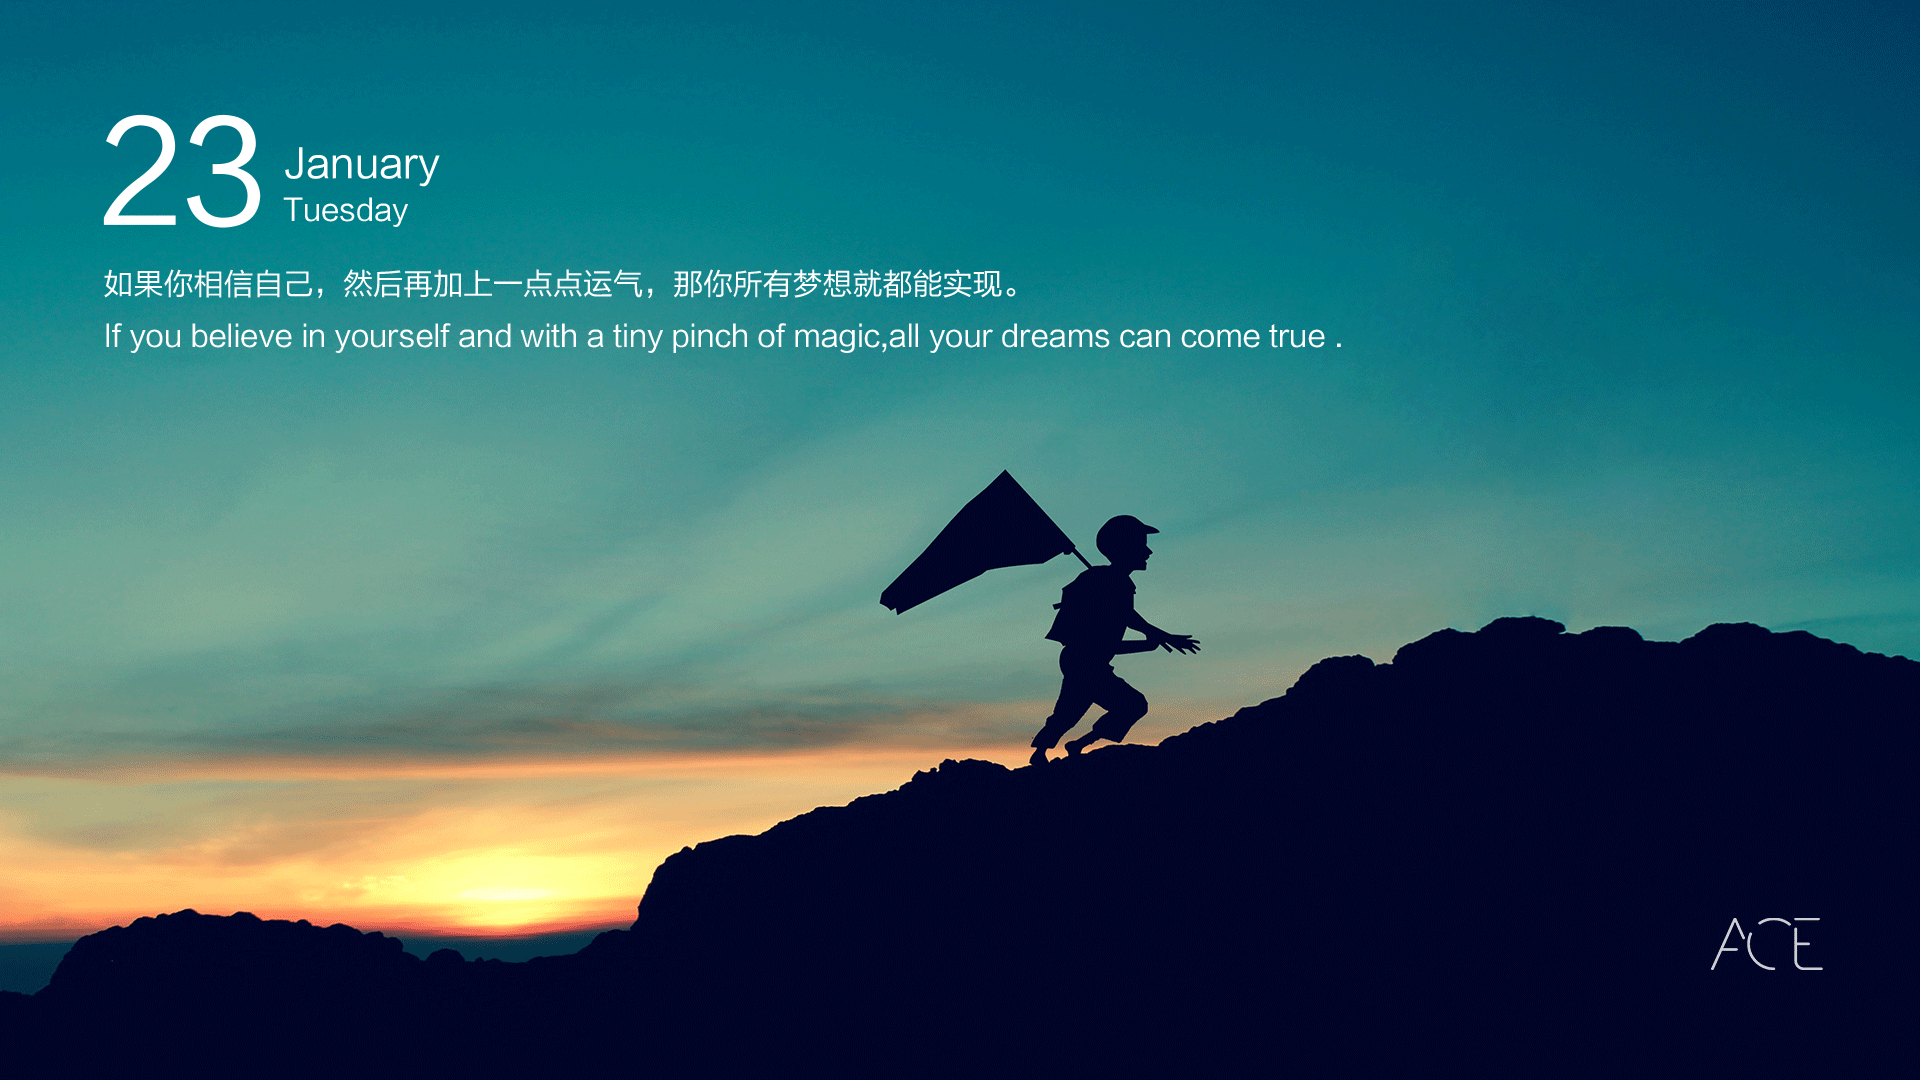 23
January
Tuesday
如果你相信自己，然后再加上一点点运气，那你所有梦想就都能实现。
If you believe in yourself and with a tiny pinch of magic,all your dreams can come true .
ACE